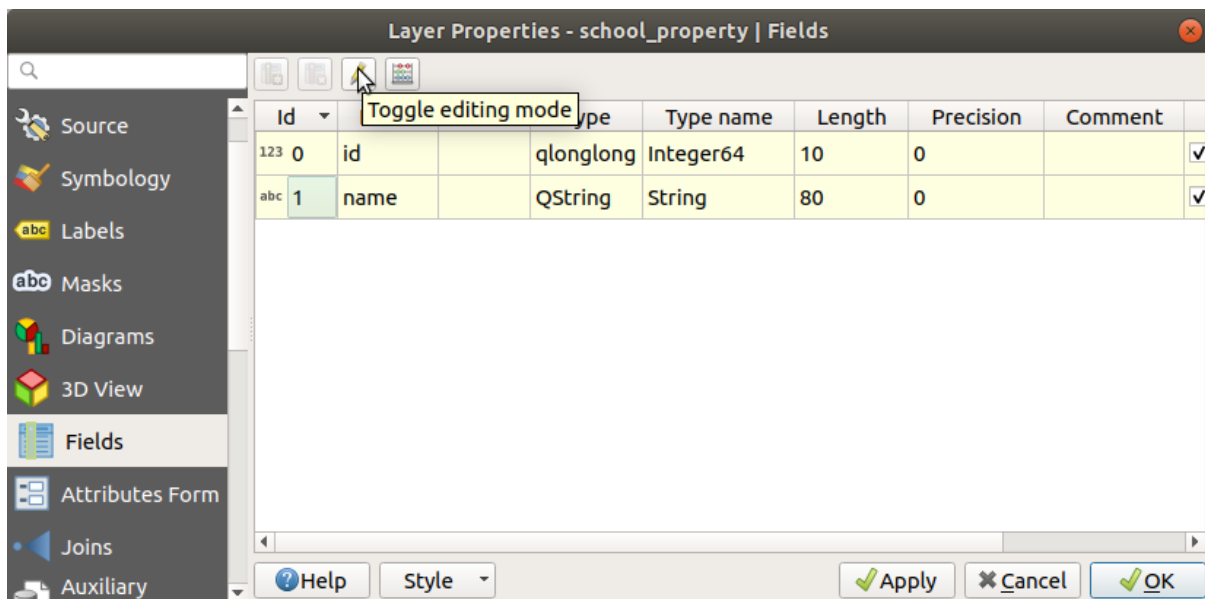 Layer Properties - school_property | Fields
Toggle editing mode
Id Type name Length Precision Comment
123 0 id qlonglong Integer64 10 0
abc 1 name QString String 80 0
Source
Symbology
abc Labels
abc Masks
Diagrams
3D View
Fields
Attributes Form
Joins
Auxiliary
Help Style Apply Cancel OK